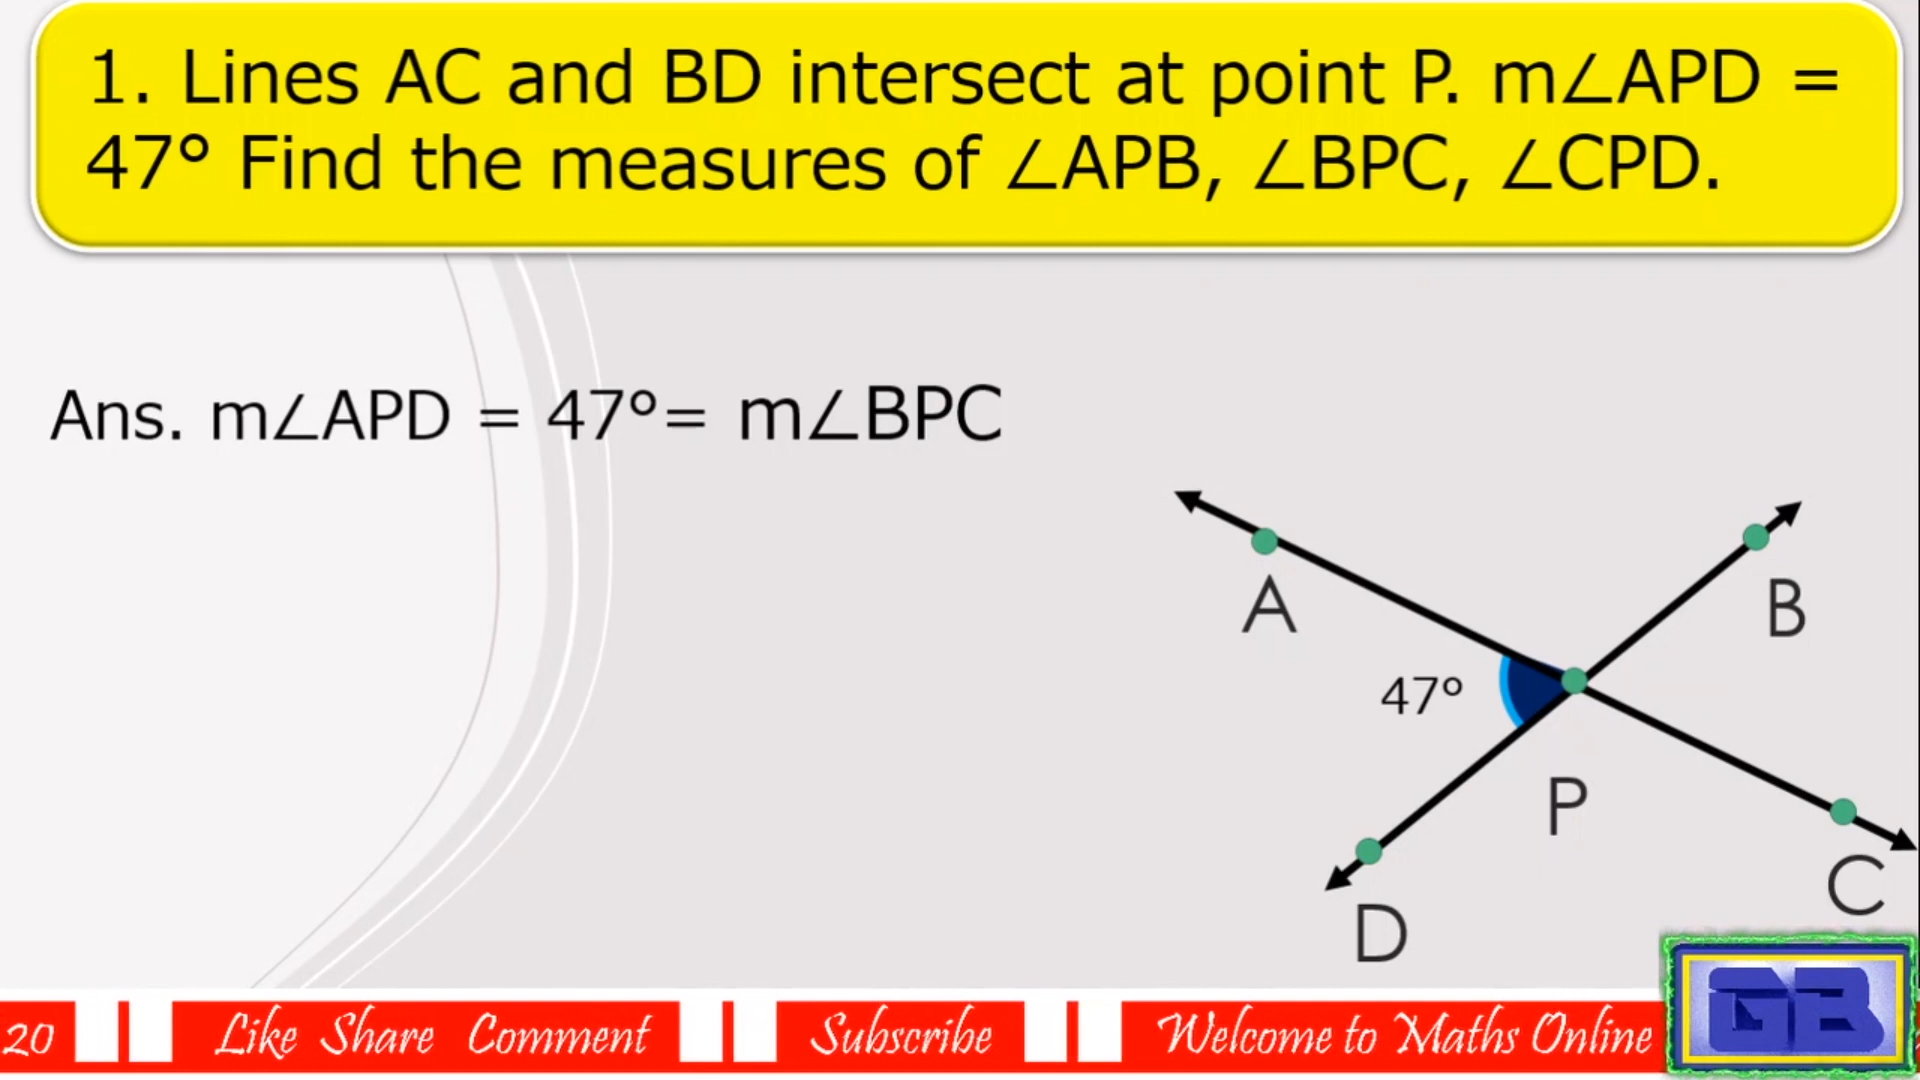 1. Lines AC and BD intersect at point P. m∠APD =
47° Find the measures of ∠APB, ∠BPC, ∠CPD.
Ans. m∠APD = 47°= m∠BPC
A
B
47°
P
C
D
GB
20 Like Share Comment Subscribe Welcome to Maths Online